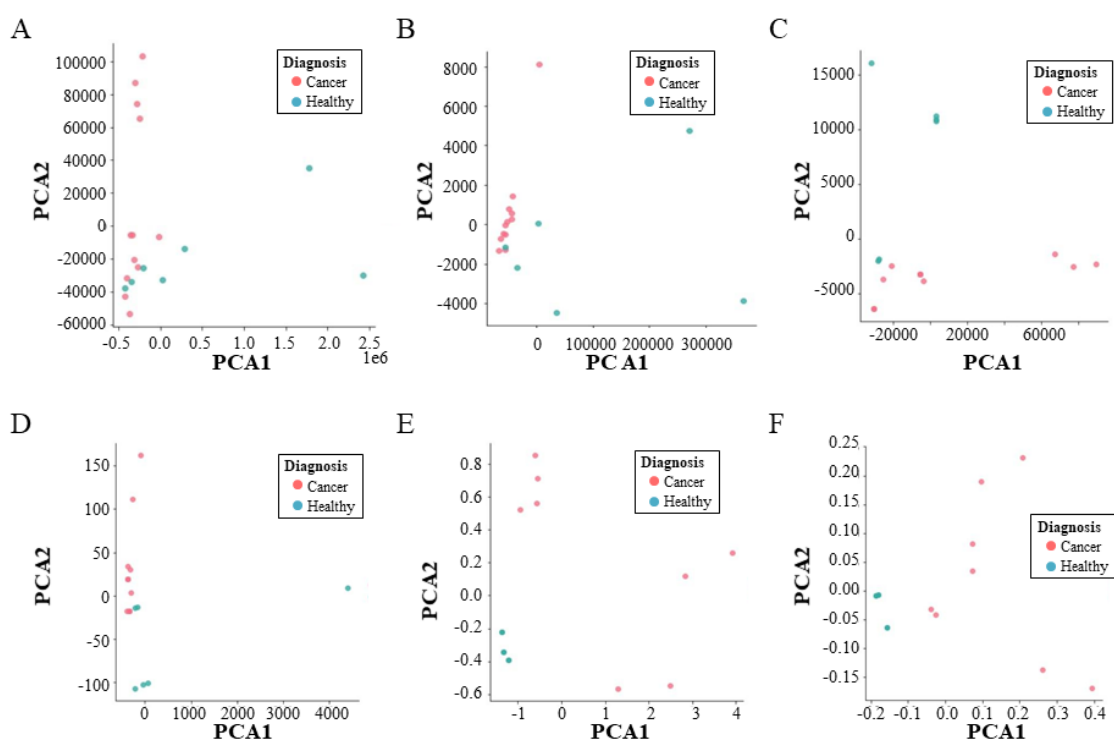 A
B
C
100000
80000
60000
40000
20000
0
-20000
-40000
-60000
PCA2
Diagnosis
Cancer
Healthy
-0.5 0.0 0.5 1.0 1.5 2.0 2.5
1e6
PCA1
8000
6000
4000
2000
0
-2000
-4000
PCA2
Diagnosis
Cancer
Healthy
0 100000 200000 300000
PC A1
15000
10000
15000
0
-5000
PCA2
Diagnosis
Cancer
Healthy
-20000 20000 60000
PCA1
D
E
F
150
100
50
0
-50
-100
PCA2
Diagnosis
Cancer
Healthy
0 1000 2000 3000 4000
PCA1
0.8
0.6
0.4
0.2
0.0
-0.2
-0.4
-0.6
PCA2
Diagnosis
Cancer
Healthy
-1 0 1 2 3 4
PCA1
0.25
0.20
0.15
0.10
0.05
0.00
-0.05
-0.10
-0.15
PCA2
Diagnosis
Cancer
Healthy
-0.2 -0.1 0.0 0.1 0.2 0.3 0.4
PCA1